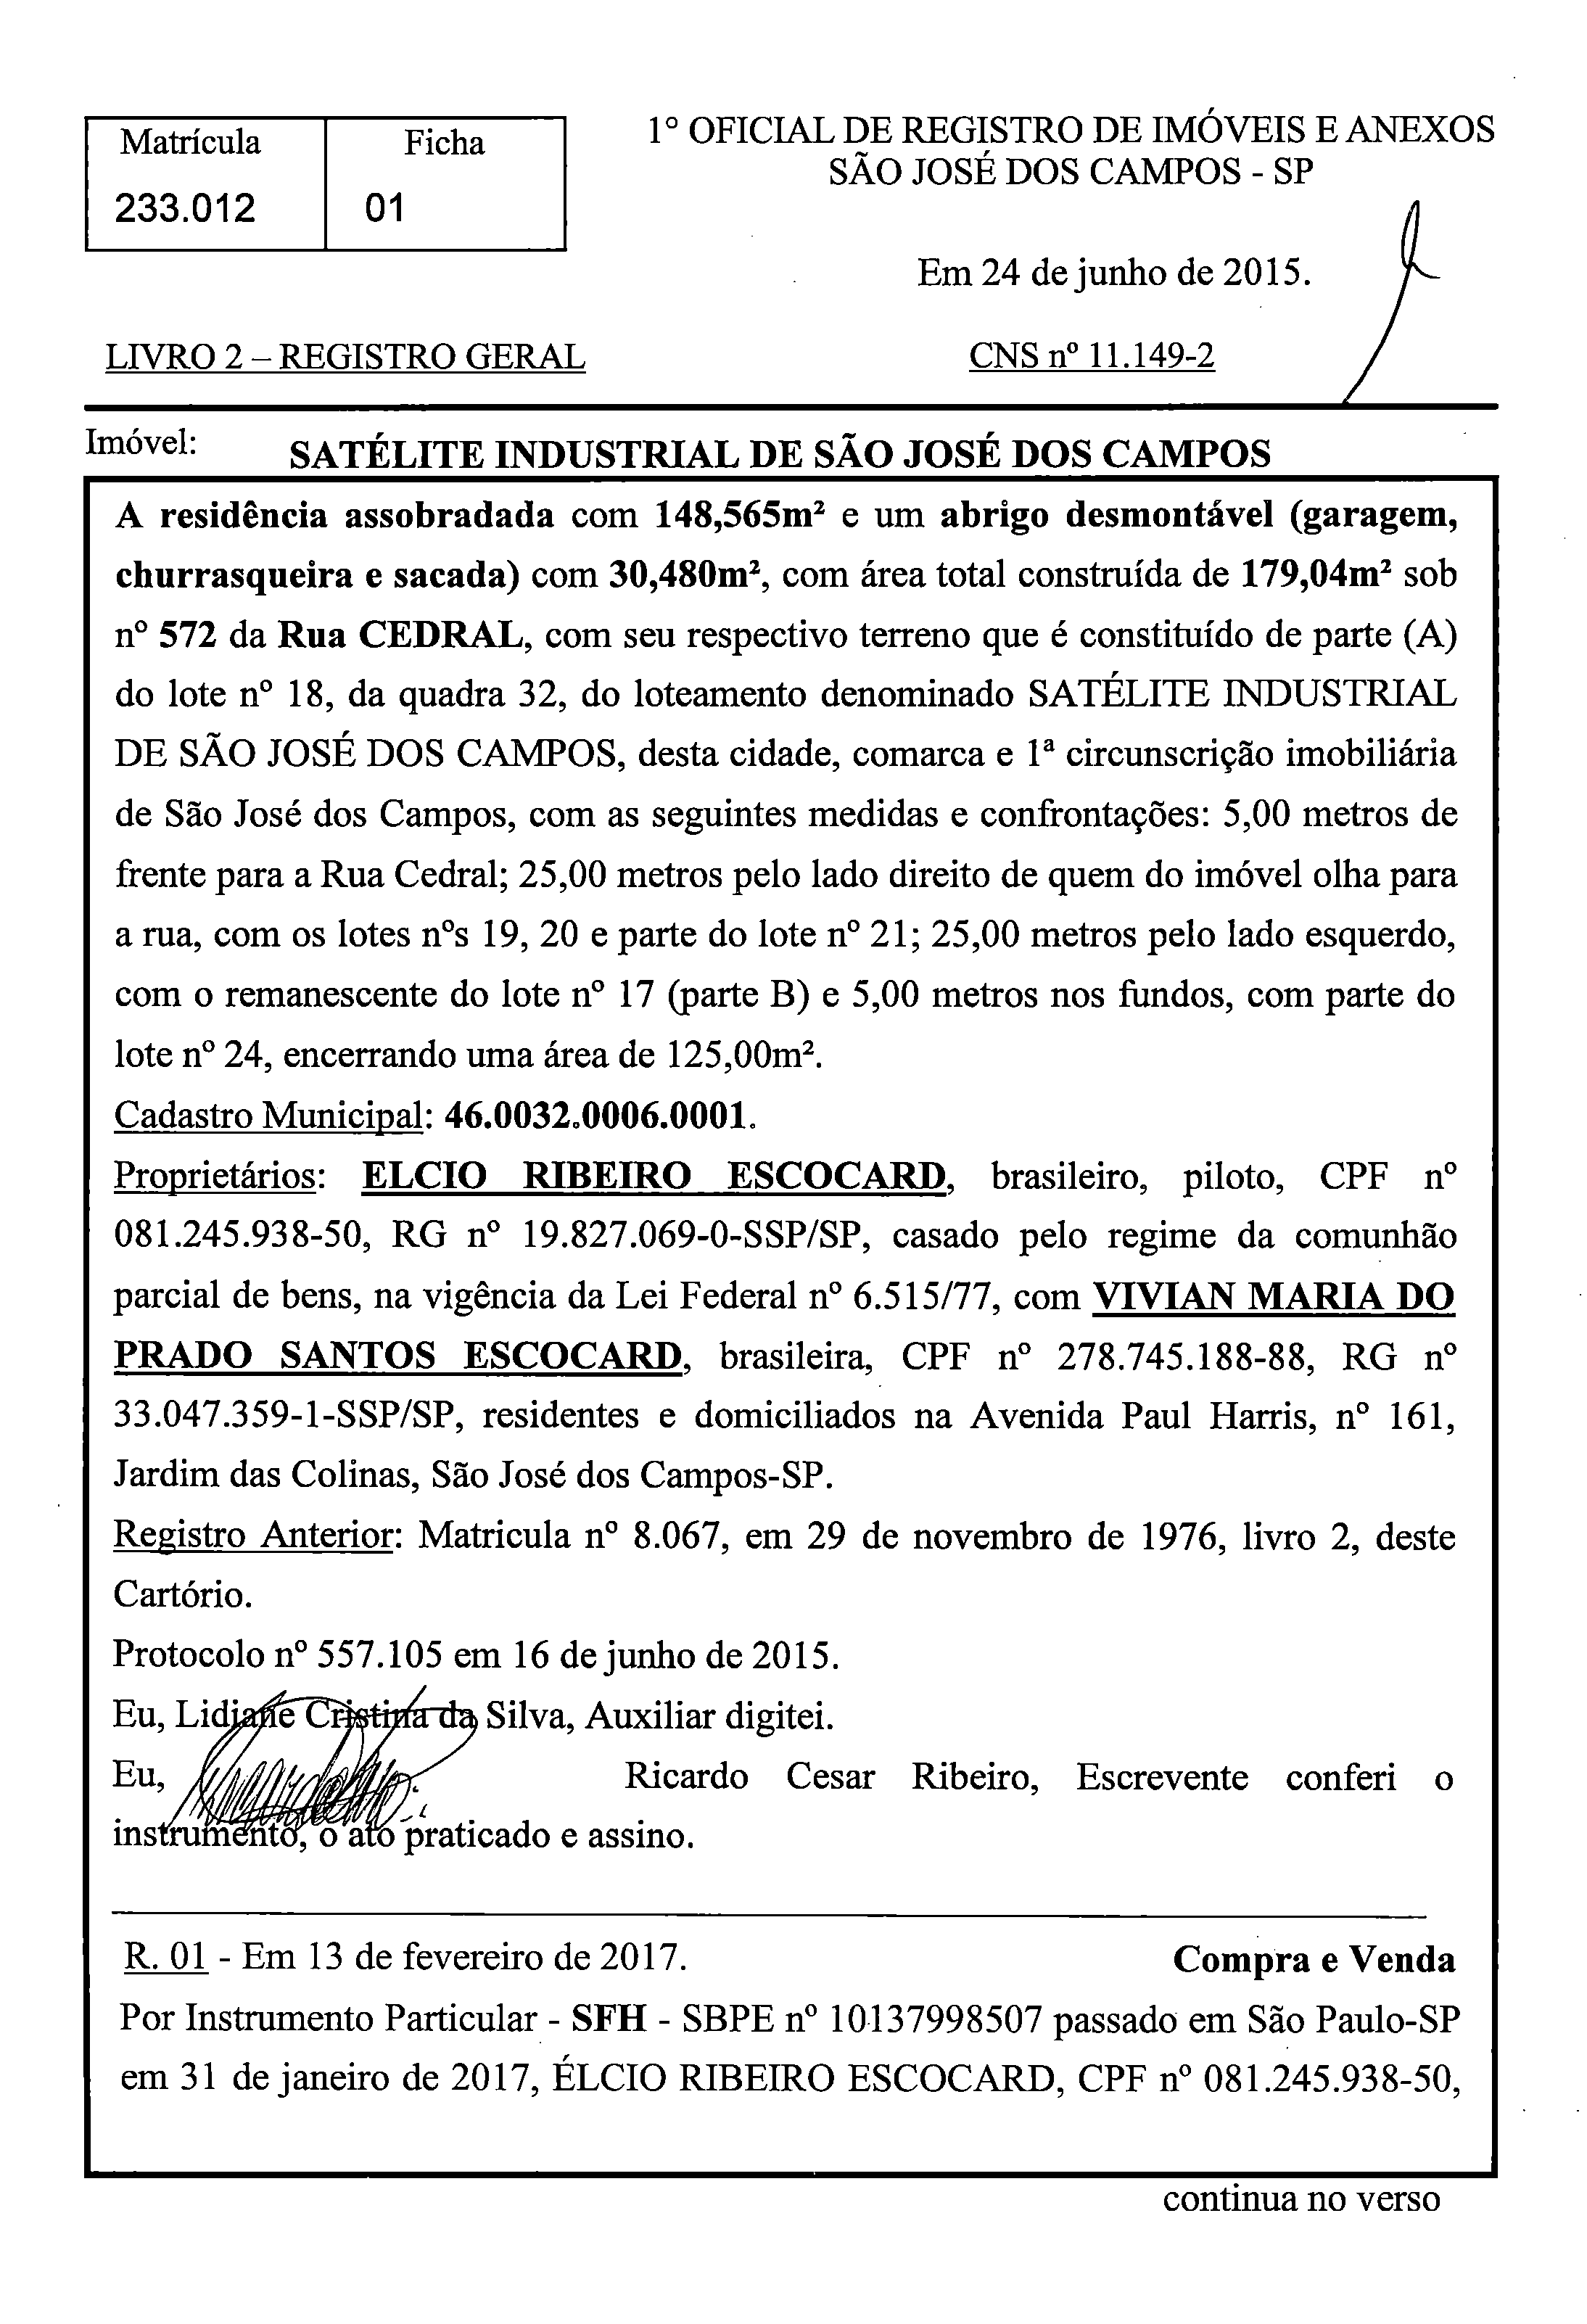 Matrícula
Ficha
1º OFICIAL DE REGISTRO DE IMÓVEIS E ANEXOS
SÃO JOSÉ DOS CAMPOS - SP
233.012
01
Em 24 de junho de 2015.
LIVRO 2 – REGISTRO GERAL
CNS nº 11.149-2
Imóvel:
SATÉLITE INDUSTRIAL DE SÃO JOSÉ DOS CAMPOS
A residência assobradada com 148,565m² e um abrigo desmontável (garagem,
churrasqueira e sacada) com 30,480m², com área total construída de 179,04m² sob
nº 572 da Rua CEDRAL, com seu respectivo terreno que é constituído de parte (A)
do lote nº 18, da quadra 32, do loteamento denominado SATÉLITE INDUSTRIAL
DE SÃO JOSÉ DOS CAMPOS, desta cidade, comarca e 1ª circunscrição imobiliária
de São José dos Campos, com as seguintes medidas e confrontações: 5,00 metros de
frente para a Rua Cedral; 25,00 metros pelo lado direito de quem do imóvel olha para
a rua, com os lotes nºs 19, 20 e parte do lote nº 21; 25,00 metros pelo lado esquerdo,
com o remanescente do lote nº 17 (parte B) e 5,00 metros nos fundos, com parte do
lote nº 24, encerrando uma área de 125,00m².
Cadastro Municipal: 46.0032.0006.0001.
Proprietários: ELCIO RIBEIRO ESCOCARD, brasileiro, piloto, CPF nº
081.245.938-50, RG nº 19.827.069-0-SSP/SP, casado pelo regime da comunhão
parcial de bens, na vigência da Lei Federal nº 6.515/77, com VIVIAN MARIA DO
PRADO SANTOS ESCOCARD, brasileira, CPF nº 278.745.188-88, RG nº
33.047.359-1-SSP/SP, residentes e domiciliados na Avenida Paul Harris, nº 161,
Jardim das Colinas, São José dos Campos-SP.
Registro Anterior: Matricula nº 8.067, em 29 de novembro de 1976, livro 2, deste
Cartório.
Protocolo nº 557.105 em 16 de junho de 2015.
Eu, Lidiane Cristina da Silva, Auxiliar digitei.
Eu, Ricardo Cesar Ribeiro, Escrevente conferi o
instrumento, o ato praticado e assino.
R. 01 - Em 13 de fevereiro de 2017. Compra e Venda
Por Instrumento Particular - SFH - SBPE nº 10137998507 passado em São Paulo-SP
em 31 de janeiro de 2017, ÉLCIO RIBEIRO ESCOCARD, CPF nº 081.245.938-50,
continua no verso